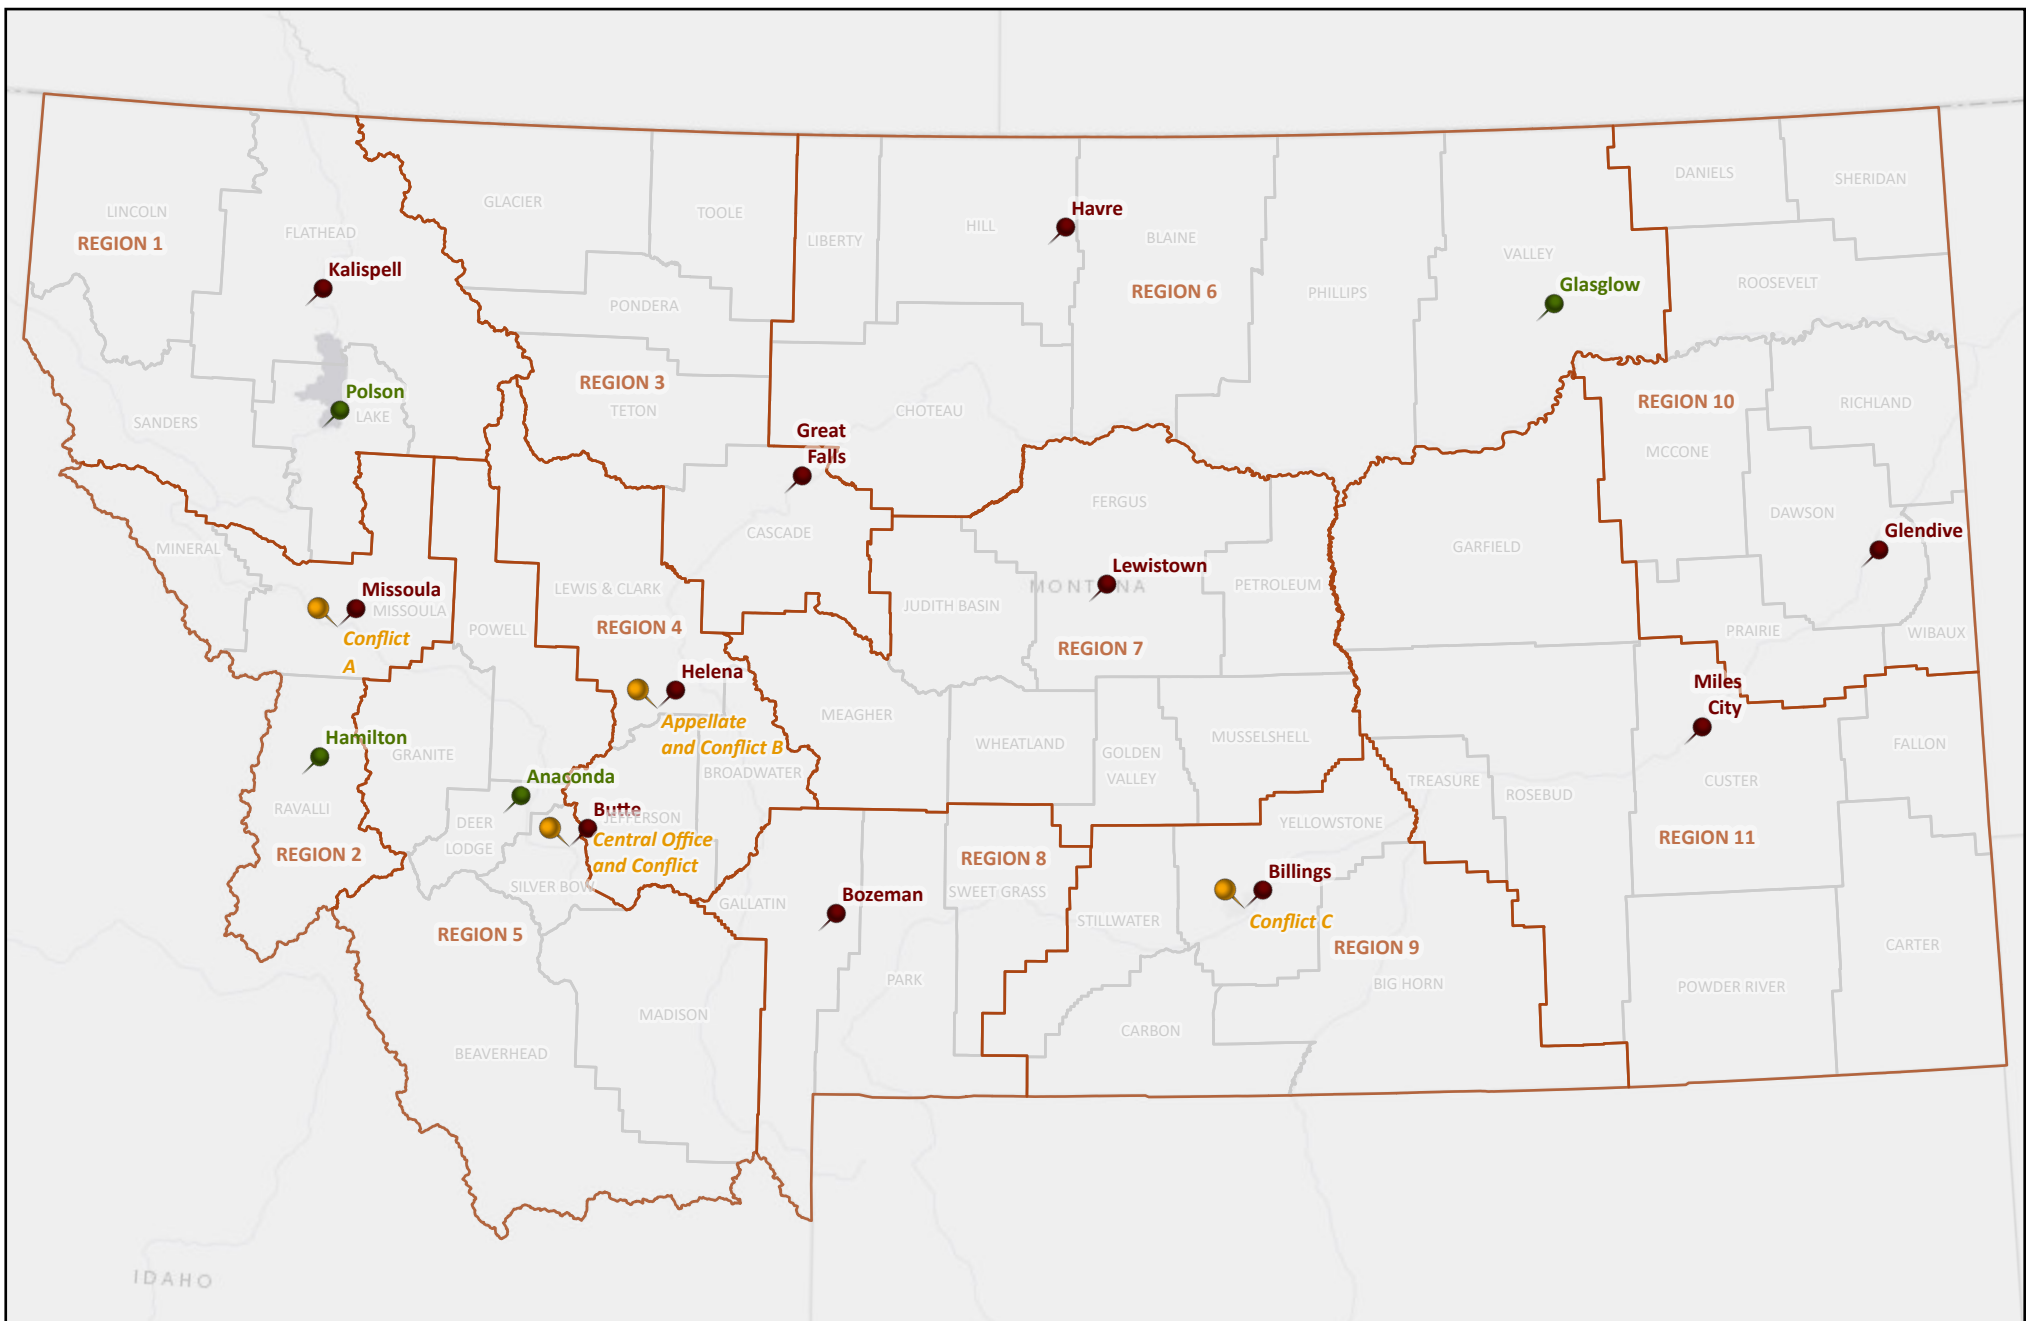 DANIELS
SHERIDAN
GLACIER
LINCOLN
TOOLE
Havre
FLATHEAD
HILL
BLAINE
REGION 1
LIBERTY
VALLEY
Kalispell
Glasglow
ROOSEVELT
REGION 6
PHILLIPS
PONDERA
REGION 3
Polson
REGION 10
TETON
CHOTEAU
RICHLAND
LAKE
SANDERS
Great
Falls
MCCONE
FERGUS
DAWSON
CASCADE
Glendive
MINERAL
GARFIELD
Lewistown
MONTANA
PETROLEUM
Missoula
LEWIS & CLARK
JUDITH BASIN
MISSOULA
REGION 4
POWELL
PRAIRIE
WIBAUX
Conflict
A
REGION 7
Helena
Miles
City
MEAGHER
Appellate
and Conflict B
Hamilton
WHEATLAND
MUSSELSHELL
FALLON
GRANITE
GOLDEN
VALLEY
BROADWATER
Anaconda
TREASURE
CUSTER
ROSEBUD
RAVALLI
Butte
JEFFERSON
DEER
LODGE
YELLOWSTONE
Central Office
and Conflict
REGION 11
REGION 2
REGION 8
Billings
SILVER BOW
SWEET GRASS
Bozeman
GALLATIN
STILLWATER
Conflict C
REGION 5
REGION 9
CARTER
PARK
BIG HORN
POWDER RIVER
MADISON
CARBON
BEAVERHEAD
IDAHO